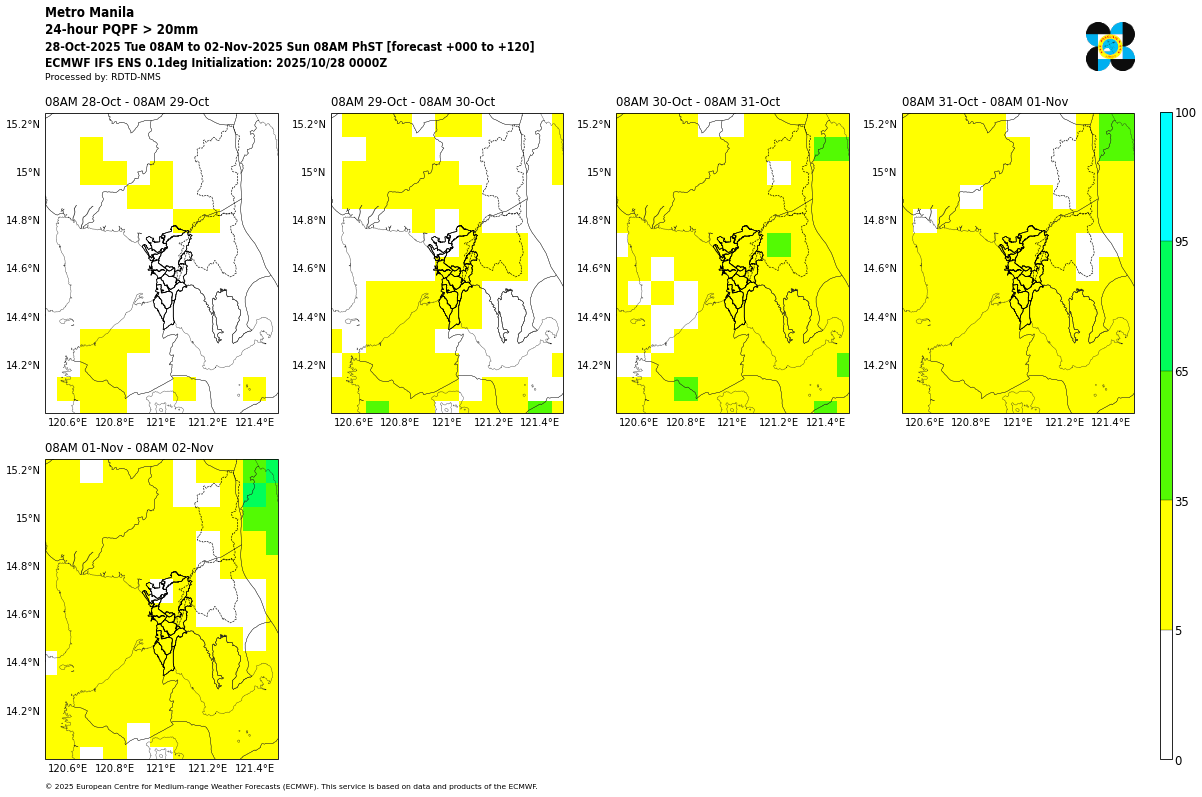 Metro Manila
24-hour PQPF > 20mm
28-Oct-2025 Tue 08AM to 02-Nov-2025 Sun 08AM PhST [forecast +000 to +120]
ECMWF IFS ENS 0.1deg Initialization: 2025/10/28 0000Z
Processed by: RDTD-NMS
08AM 28-Oct - 08AM 29-Oct
08AM 29-Oct - 08AM 30-Oct
08AM 30-Oct - 08AM 31-Oct
08AM 31-Oct - 08AM 01-Nov
15.2°N 15.2°N 15.2°N 15.2°N 100
15°N 15°N 15°N 15°N
14.8°N 14.8°N 14.8°N 14.8°N
95
14.6°N 14.6°N 14.6°N 14.6°N
14.4°N 14.4°N 14.4°N 14.4°N
14.2°N 14.2°N 14.2°N 14.2°N
65
120.6°E 120.8°E 121°E 121.2°E 121.4°E 120.6°E 120.8°E 121°E 121.2°E 121.4°E 120.6°E 120.8°E 121°E 121.2°E 121.4°E 120.6°E 120.8°E 121°E 121.2°E 121.4°E
08AM 01-Nov - 08AM 02-Nov
15.2°N
35
15°N
14.8°N
14.6°N
5
14.4°N
14.2°N
0
120.6°E 120.8°E 121°E 121.2°E 121.4°E
© 2025 European Centre for Medium-range Weather Forecasts (ECMWF). This service is based on data and products of the ECMWF.